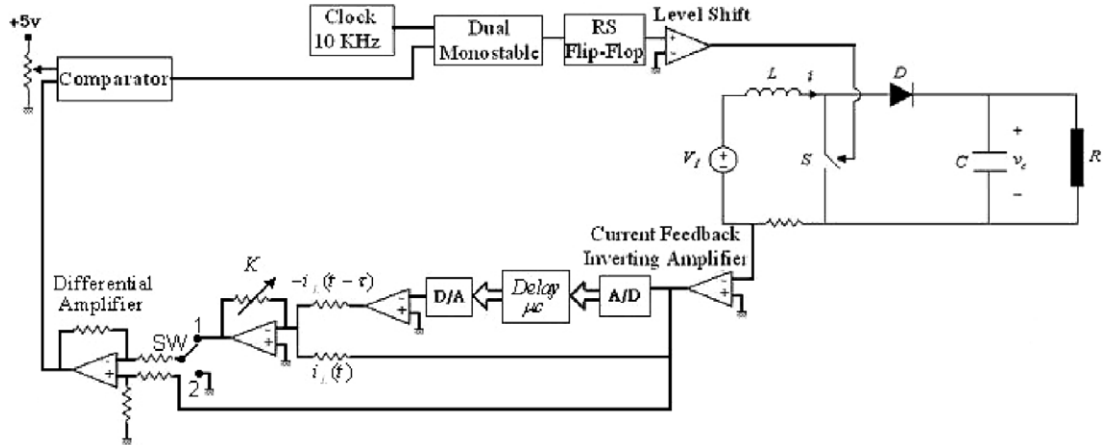 +5v
Clock
10 KHz
Dual
Monostable
RS
Flip-Flop
Level Shift
+
−
Comparator
L
i
D
V_I
+
−
S
C
+
v_c
−
R
Current Feedback
Inverting Amplifier
-
+
A/D
Delay
μc
D/A
-
+
−i_L(t − τ)
K
-
+
i_L(t)
Differential
Amplifier
SW
1
2
-
+